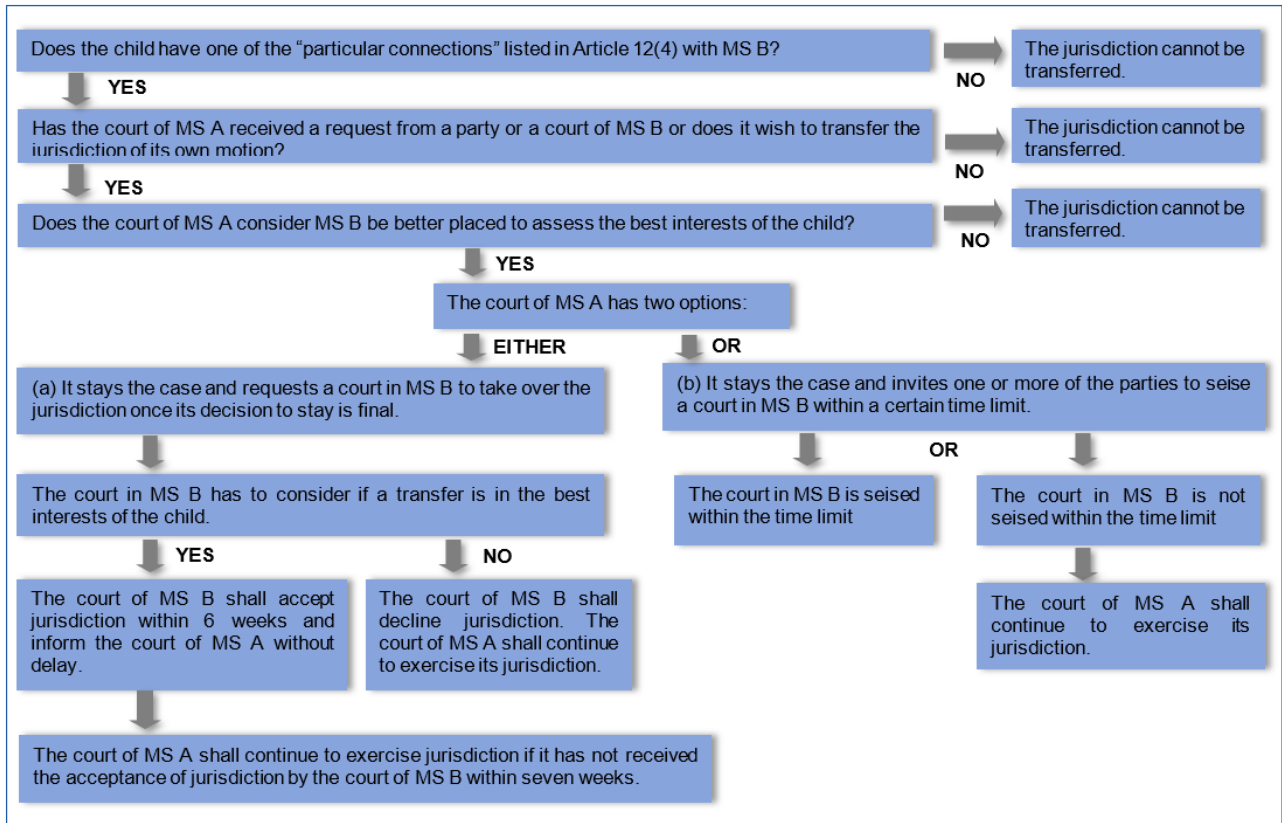 Does the child have one of the “particular connections” listed in Article 12(4) with MS B?
NO
The jurisdiction cannot be
transferred.
YES
Has the court of MS A received a request from a party or a court of MS B or does it wish to transfer the
jurisdiction of its own motion?
NO
The jurisdiction cannot be
transferred.
YES
Does the court of MS A consider MS B be better placed to assess the best interests of the child?
NO
The jurisdiction cannot be
transferred.
YES
The court of MS A has two options:
EITHER
OR
(a) It stays the case and requests a court in MS B to take over the
jurisdiction once its decision to stay is final.
(b) It stays the case and invites one or more of the parties to seise
a court in MS B within a certain time limit.
OR
The court in MS B has to consider if a transfer is in the best
interests of the child.
The court in MS B is seised
within the time limit
The court in MS B is not
seised within the time limit
YES
NO
The court of MS B shall accept
jurisdiction within 6 weeks and
inform the court of MS A without
delay.
The court of MS B shall
decline jurisdiction. The
court of MS A shall continue
to exercise its jurisdiction.
The court of MS A shall
continue to exercise its
jurisdiction.
The court of MS A shall continue to exercise jurisdiction if it has not received
the acceptance of jurisdiction by the court of MS B within seven weeks.